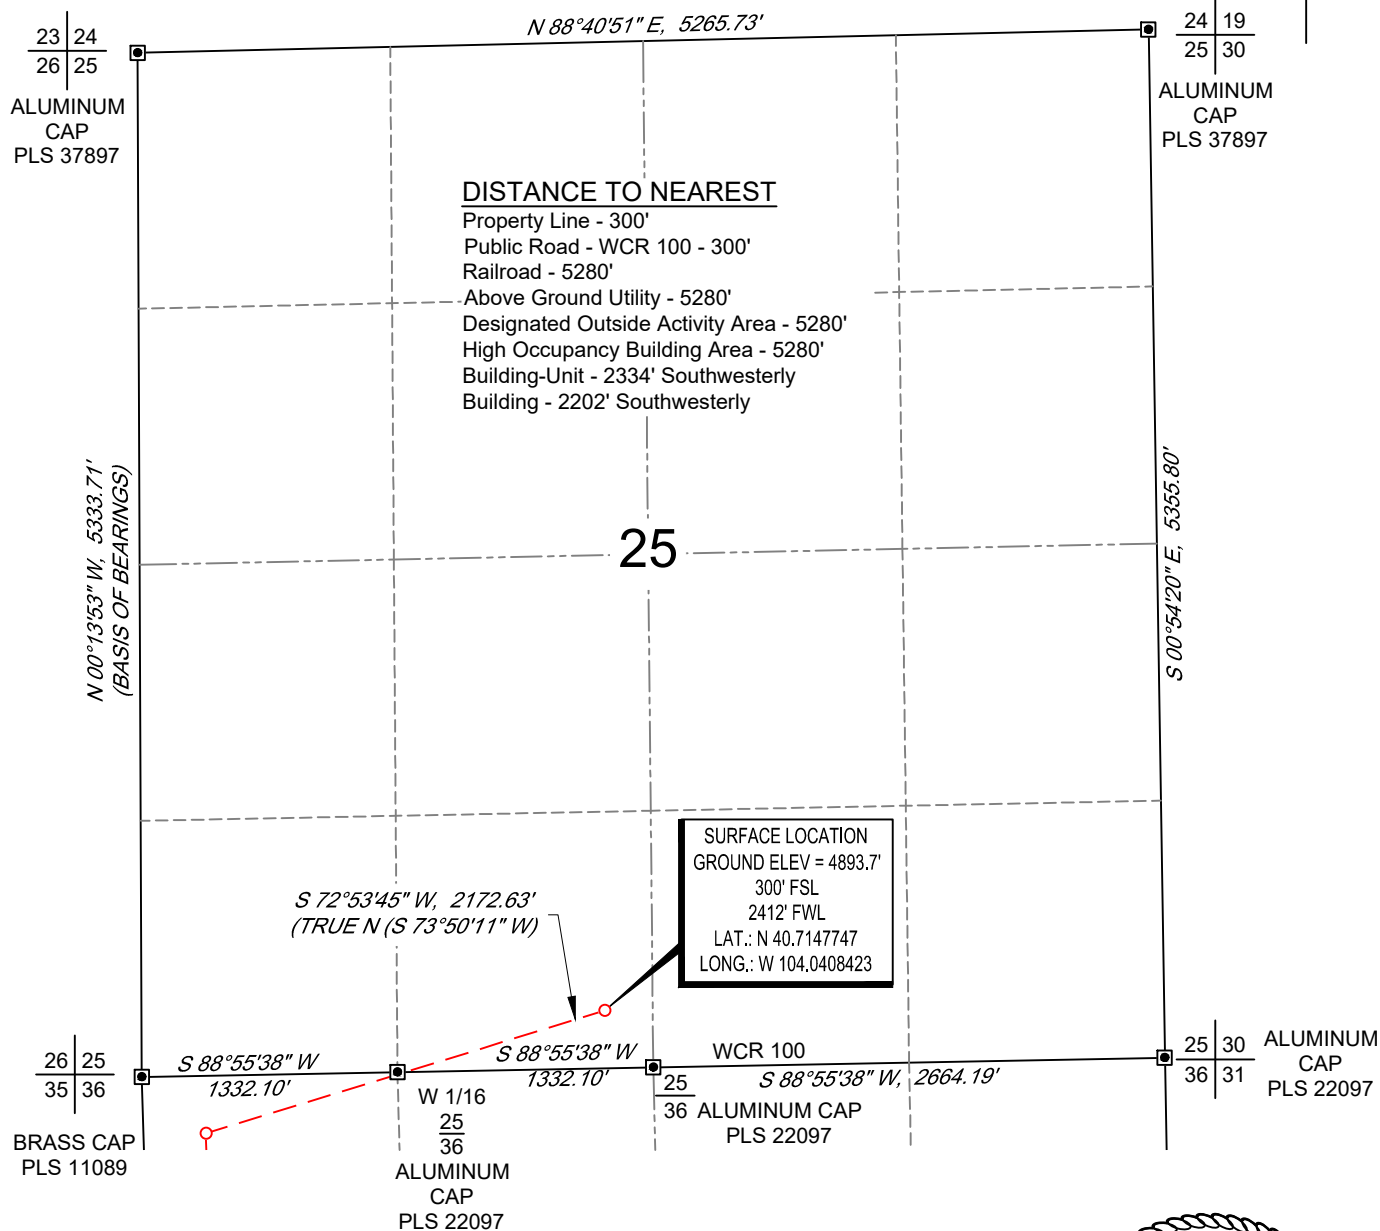 N 88°40'51" E, 5265.73'
23 24
26 25
ALUMINUM
CAP
PLS 37897
24 19
25 30
ALUMINUM
CAP
PLS 37897
DISTANCE TO NEAREST
Property Line - 300'
Public Road - WCR 100 - 300'
Railroad - 5280'
Above Ground Utility - 5280'
Designated Outside Activity Area - 5280'
High Occupancy Building Area - 5280'
Building-Unit - 2334' Southwesterly
Building - 2202' Southwesterly
N 00°13'53" W, 5333.71'
(BASIS OF BEARINGS)
25
S 00°54'20" E, 5355.80'
SURFACE LOCATION
GROUND ELEV = 4893.7'
300' FSL
2412' FWL
LAT.: N 40.7147747
LONG.: W 104.0408423
S 72°53'45" W, 2172.63'
(TRUE N (S 73°50'11" W)
26 25
35 36
BRASS CAP
PLS 11089
S 88°55'38" W
1332.10'
S 88°55'38" W
1332.10'
WCR 100
S 88°55'38" W, 2664.19'
W 1/16
25
36
ALUMINUM
CAP
PLS 22097
25
36
ALUMINUM CAP
PLS 22097
25 30
36 31
ALUMINUM
CAP
PLS 22097